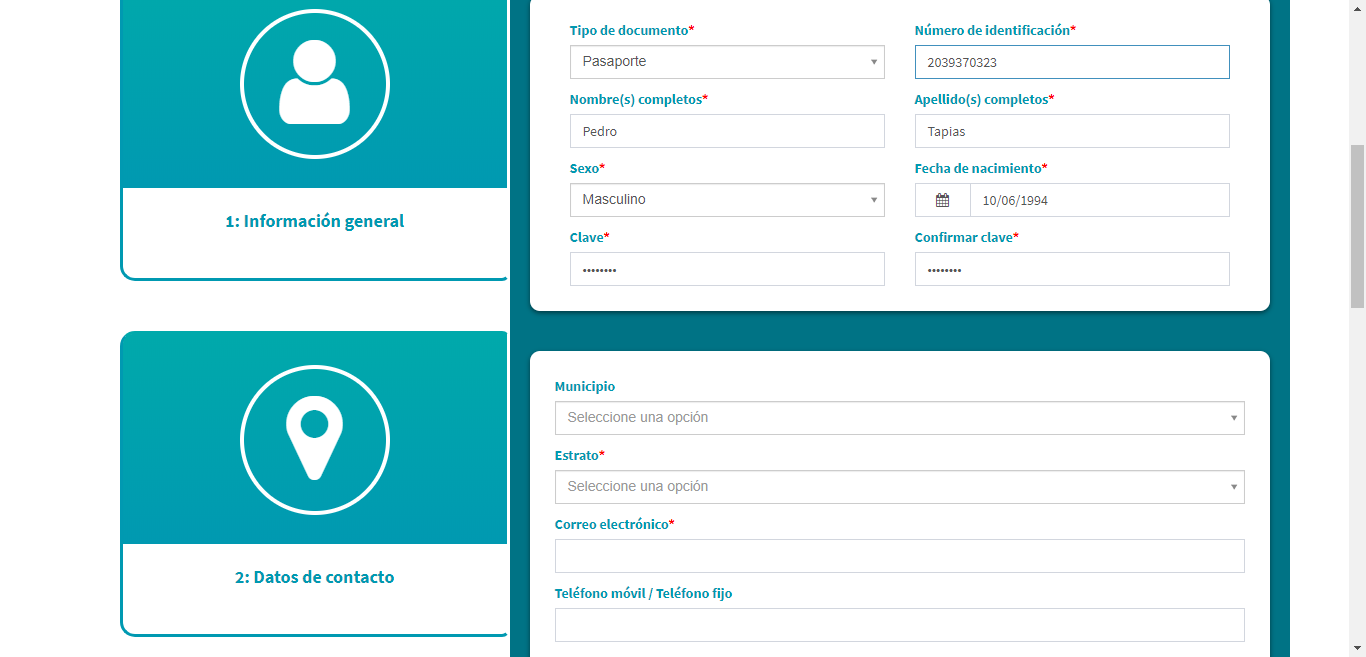 1: Información general
Tipo de documento* Número de identificación*
Pasaporte 2039370323
Nombre(s) completos* Apellido(s) completos*
Pedro Tapias
Sexo* Fecha de nacimiento*
Masculino 10/06/1994
Clave* Confirmar clave*
•••••••• ••••••••
2: Datos de contacto
Municipio
Seleccione una opción
Estrato*
Seleccione una opción
Correo electrónico*
Teléfono móvil / Teléfono fijo